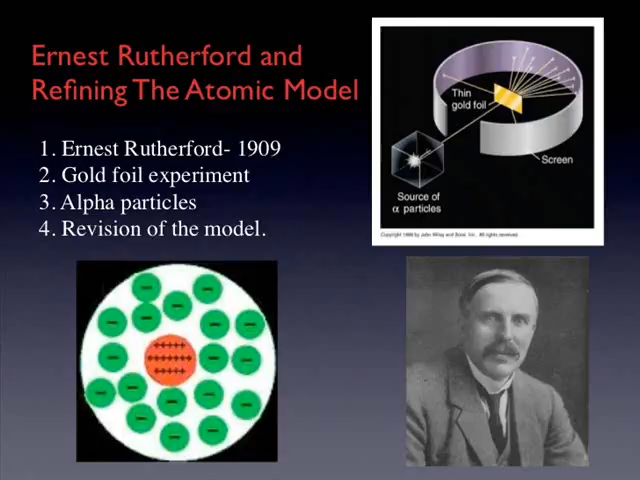 Ernest Rutherford and
Refining The Atomic Model
1. Ernest Rutherford- 1909
2. Gold foil experiment
3. Alpha particles
4. Revision of the model.
Thin
gold foil
Screen
Source of
α particles
Copyright 1998 by John Wiley and Sons, Inc. All rights reserved.